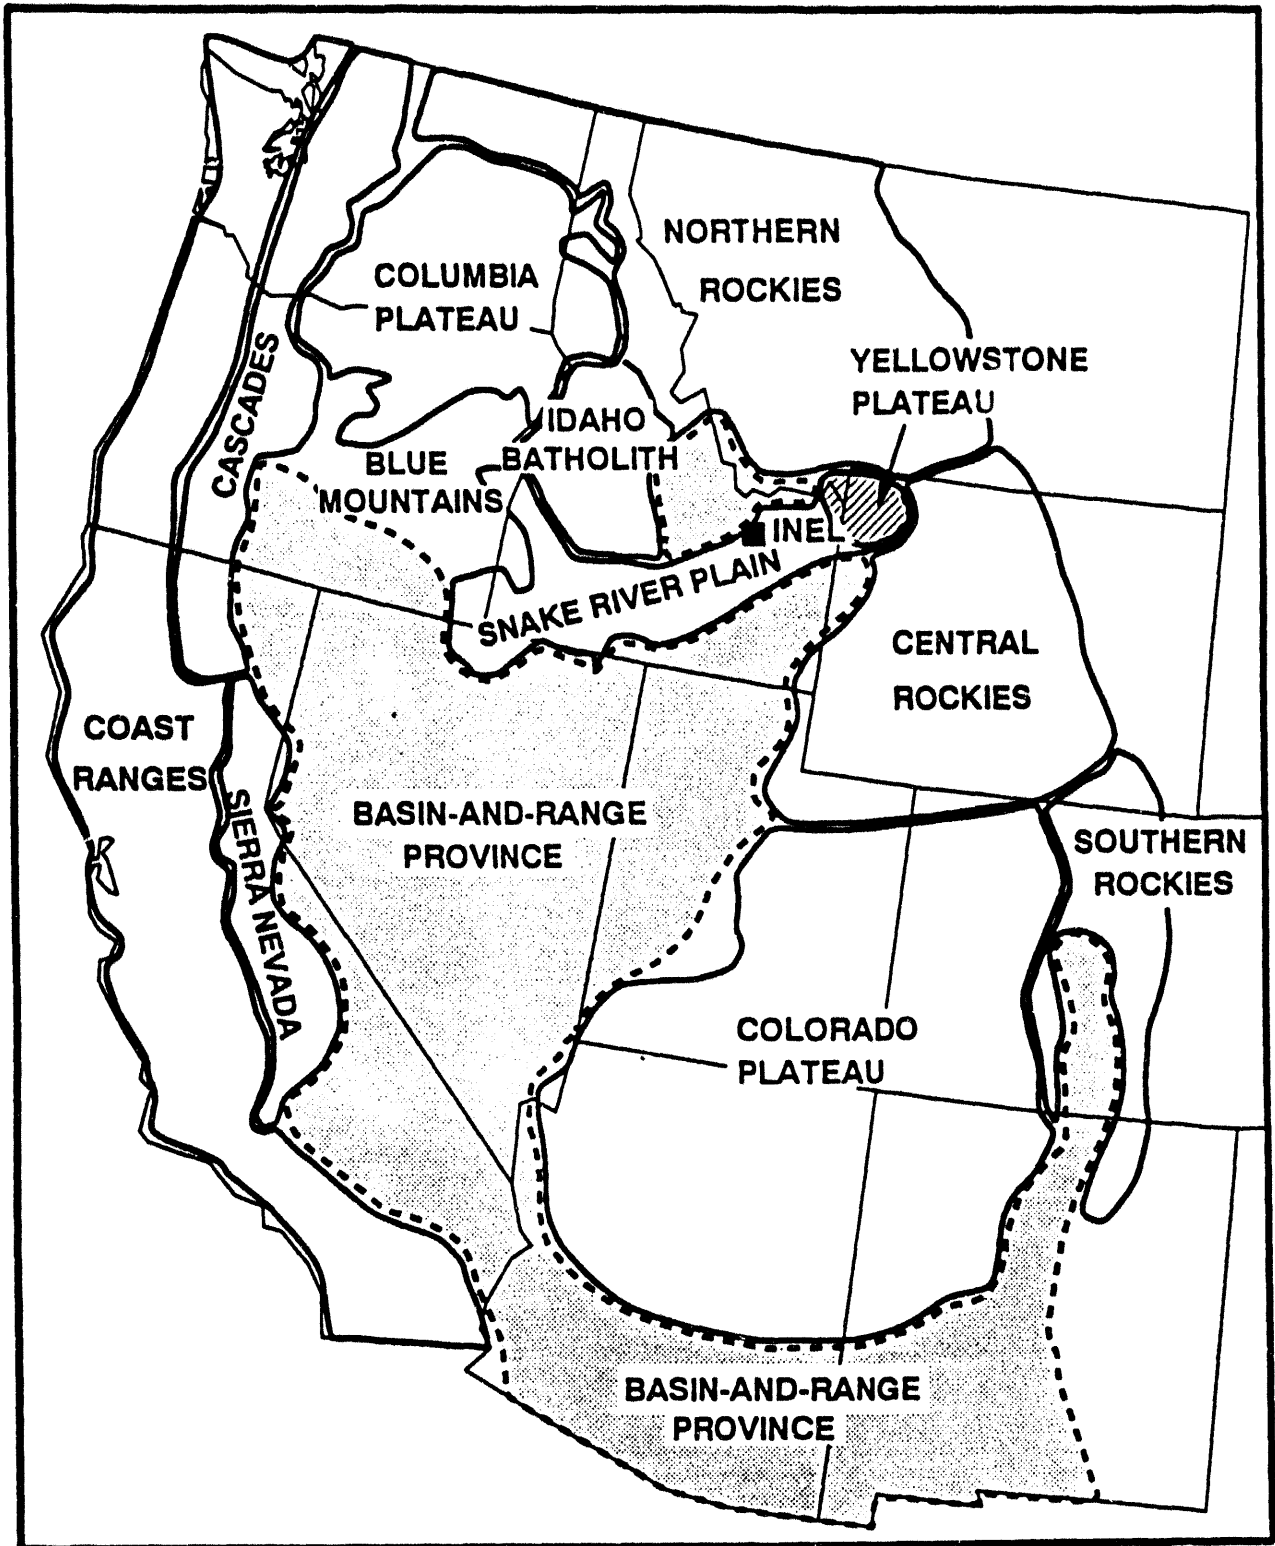 NORTHERN
ROCKIES
COLUMBIA
PLATEAU
YELLOWSTONE
PLATEAU
CASCADES
IDAHO
BATHOLITH
BLUE
MOUNTAINS
INEL
SNAKE RIVER PLAIN
CENTRAL
ROCKIES
COAST
RANGES
SIERRA NEVADA
BASIN-AND-RANGE
PROVINCE
SOUTHERN
ROCKIES
COLORADO
PLATEAU
BASIN-AND-RANGE
PROVINCE